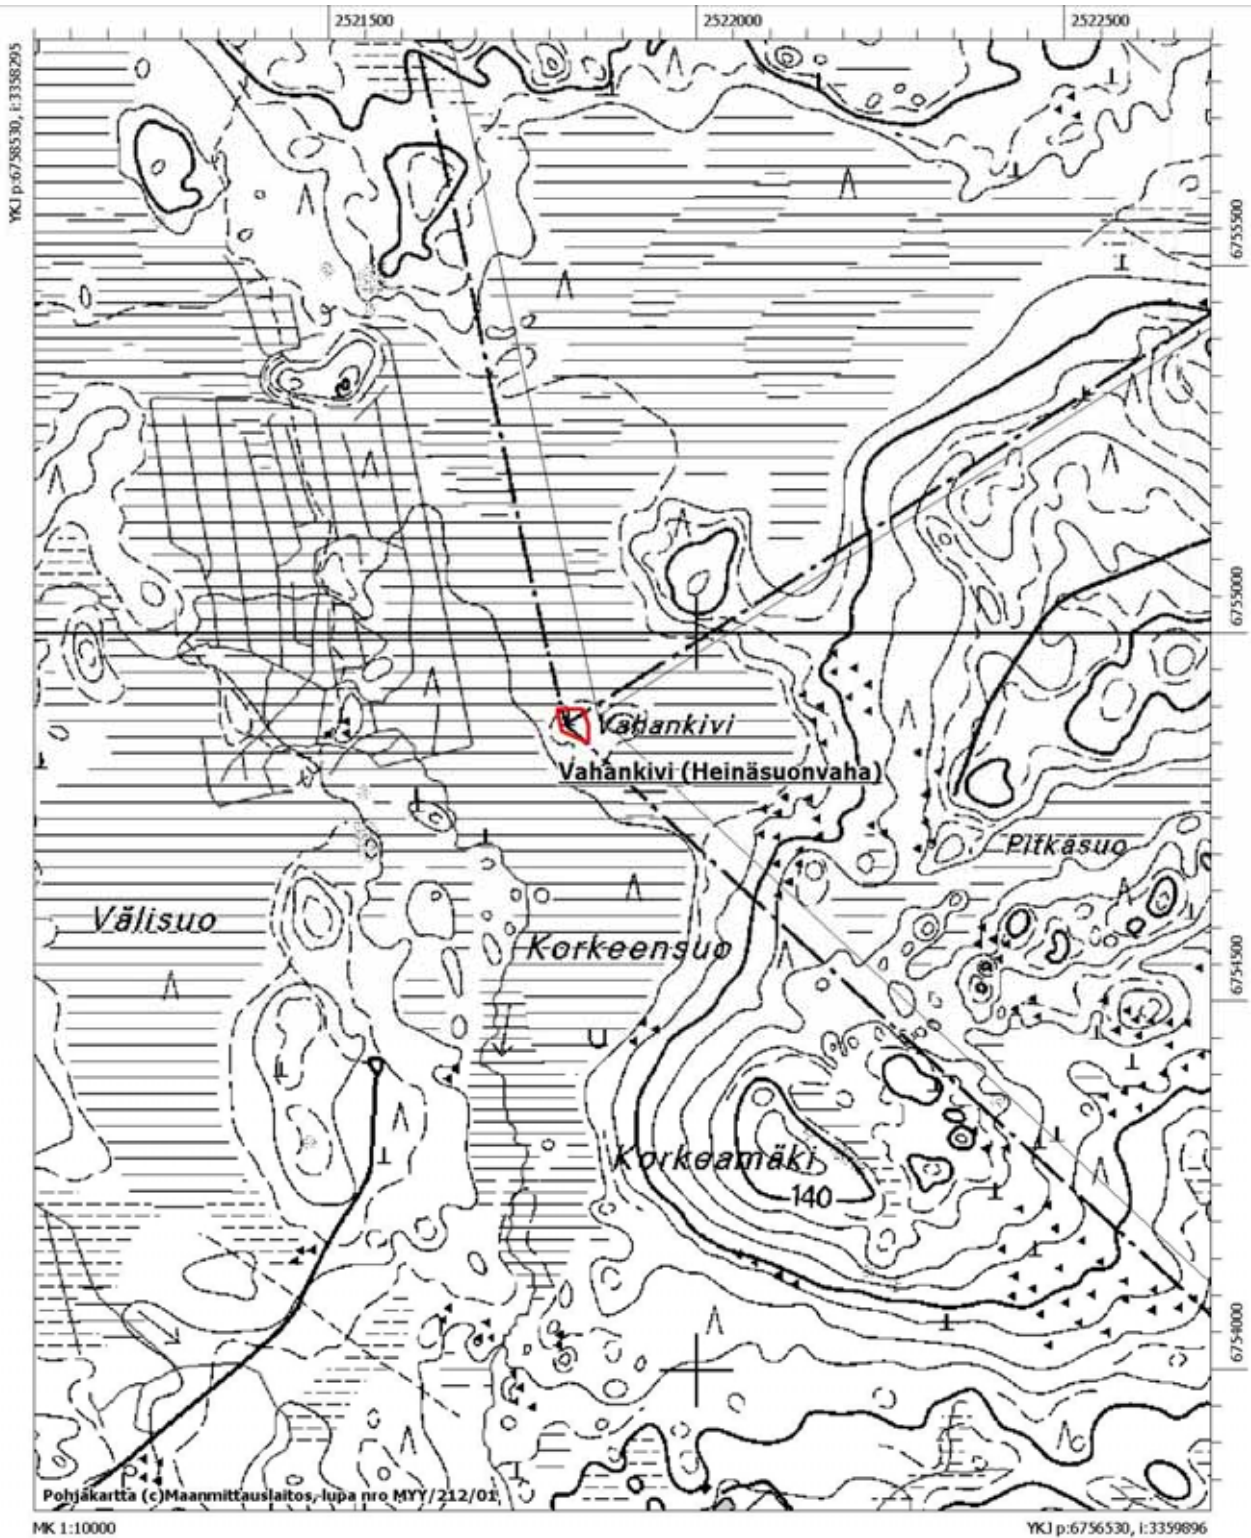 2521500
2522000
2522500
YKJ p:6758530, i:3358295
6755500
6755000
Vahankivi
Vahankivi (Heinäsuonvaha)
Pitkäsuo
Välisuo
Korkeensuo
6754500
Korkeamäki
140
6754000
Pohjakartta (c)Maanmittauslaitos, lupa nro MYY/212/01
MK 1:10000
YKJ p:6756530, i:3359896